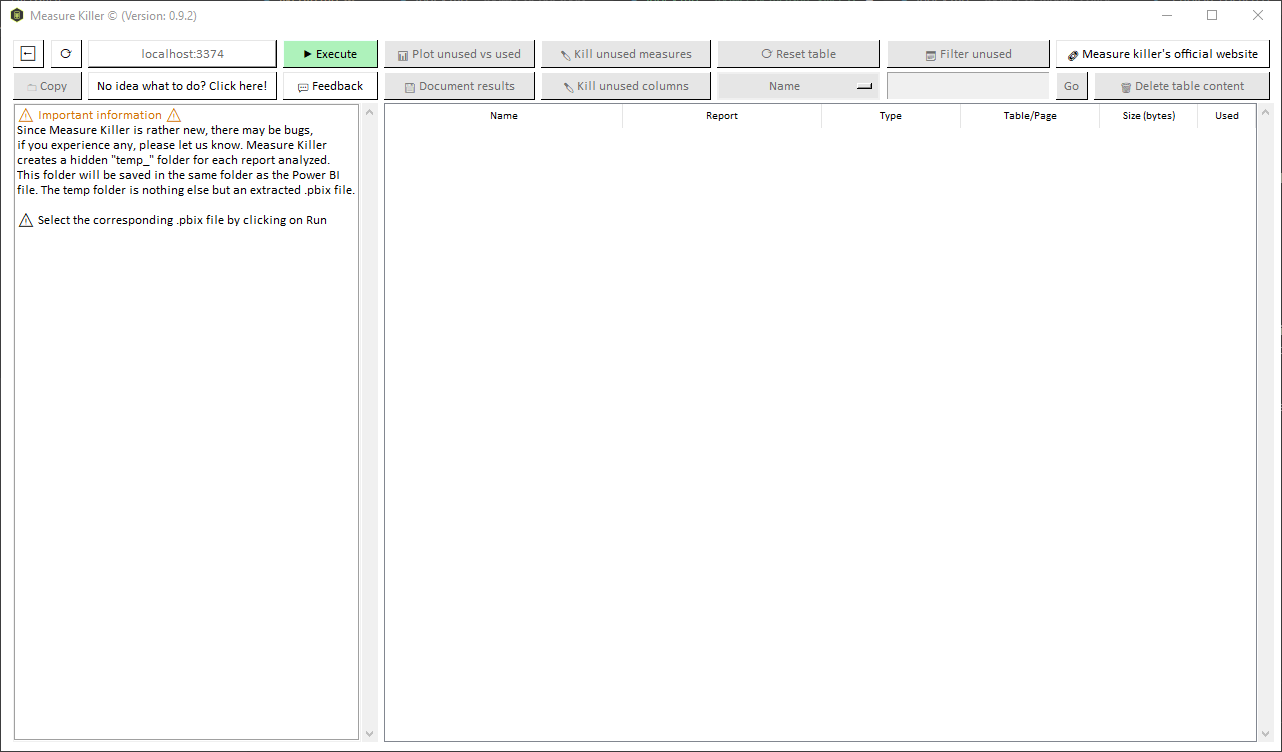 Measure Killer © (Version: 0.9.2)
localhost:3374
Execute
Plot unused vs used
Kill unused measures
Reset table
Filter unused
Measure killer's official website
Copy
No idea what to do? Click here!
Feedback
Document results
Kill unused columns
Name
Go
Delete table content
Important information
Since Measure Killer is rather new, there may be bugs,
if you experience any, please let us know. Measure Killer
creates a hidden "temp_" folder for each report analyzed.
This folder will be saved in the same folder as the Power BI
file. The temp folder is nothing else but an extracted .pbix file.
Select the corresponding .pbix file by clicking on Run
Name
Report
Type
Table/Page
Size (bytes)
Used